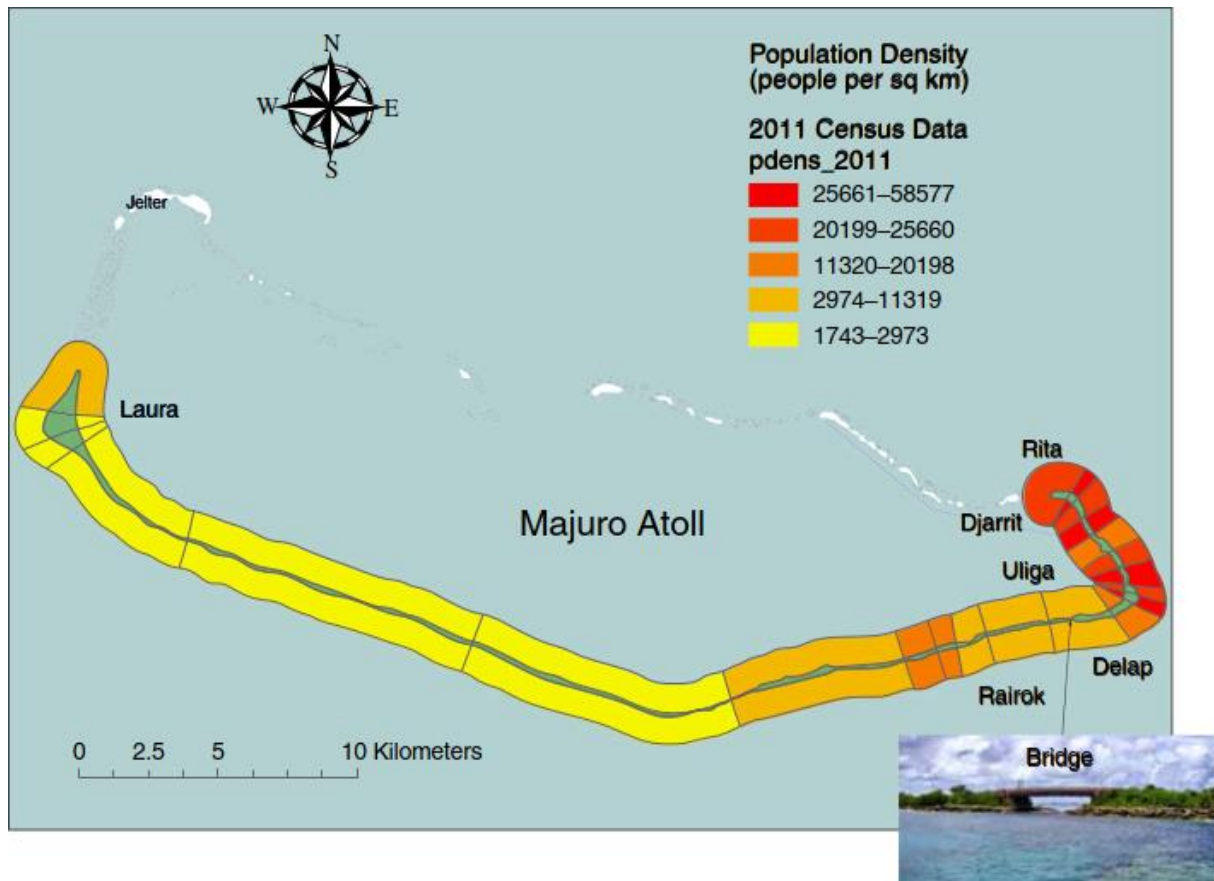 N
W
E
S
Population Density
(people per sq km)
2011 Census Data
pdens_2011
25661–58577
20199–25660
11320–20198
2974–11319
1743–2973
Jelter
Laura
Rita
Majuro Atoll
Djarrit
Uliga
Delap
Rairok
0 2.5 5 10 Kilometers
Bridge